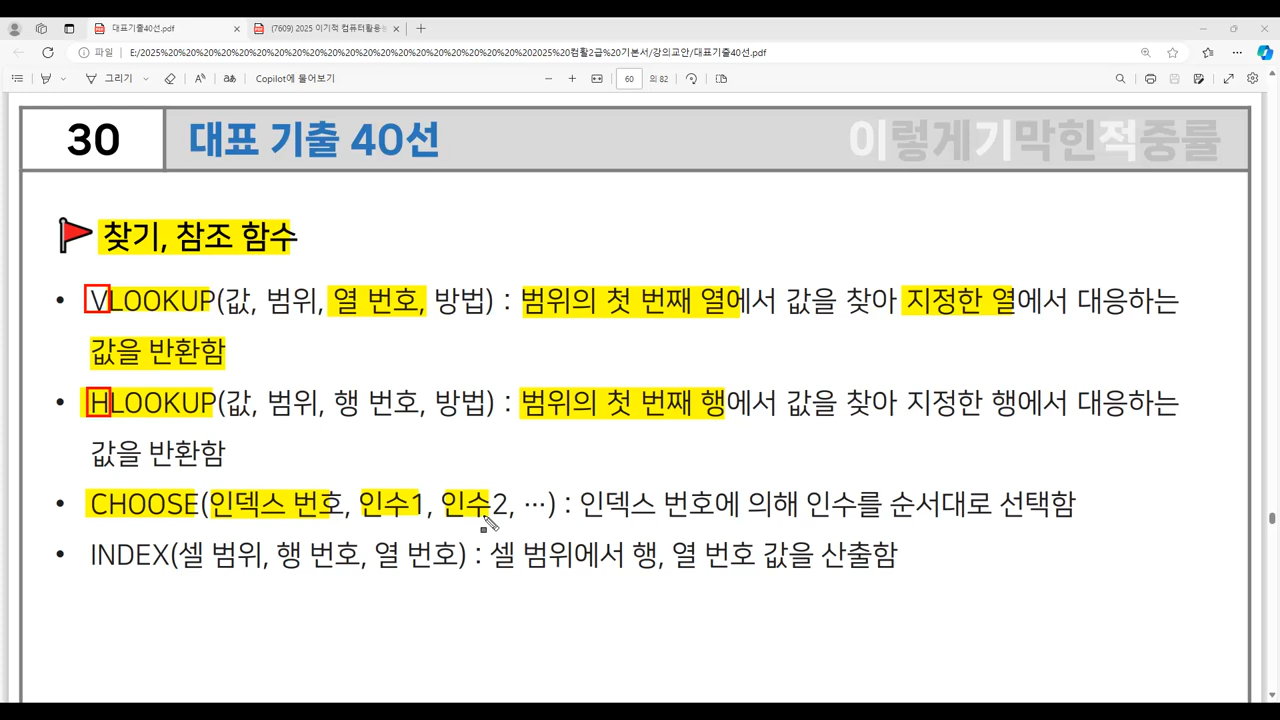 대표기출40선.pdf
(7609) 2025 이기적 컴퓨터활용능
파일
E:/2025%20%20%20%20%20%20%20%20%20%20%20%20%20%20%20%20%20%20%20%20%202025%20컴활2급%20기본서/강의교안/대표기출40선.pdf
그리기
Copilot에 물어보기
60 의 82
30
대표 기출 40선
이렇게기막힌적중률
찾기, 참조 함수
• VLOOKUP(값, 범위, 열 번호, 방법) : 범위의 첫 번째 열에서 값을 찾아 지정한 열에서 대응하는
값을 반환함
• HLOOKUP(값, 범위, 행 번호, 방법) : 범위의 첫 번째 행에서 값을 찾아 지정한 행에서 대응하는
값을 반환함
• CHOOSE(인덱스 번호, 인수1, 인수2, …) : 인덱스 번호에 의해 인수를 순서대로 선택함
• INDEX(셀 범위, 행 번호, 열 번호) : 셀 범위에서 행, 열 번호 값을 산출함